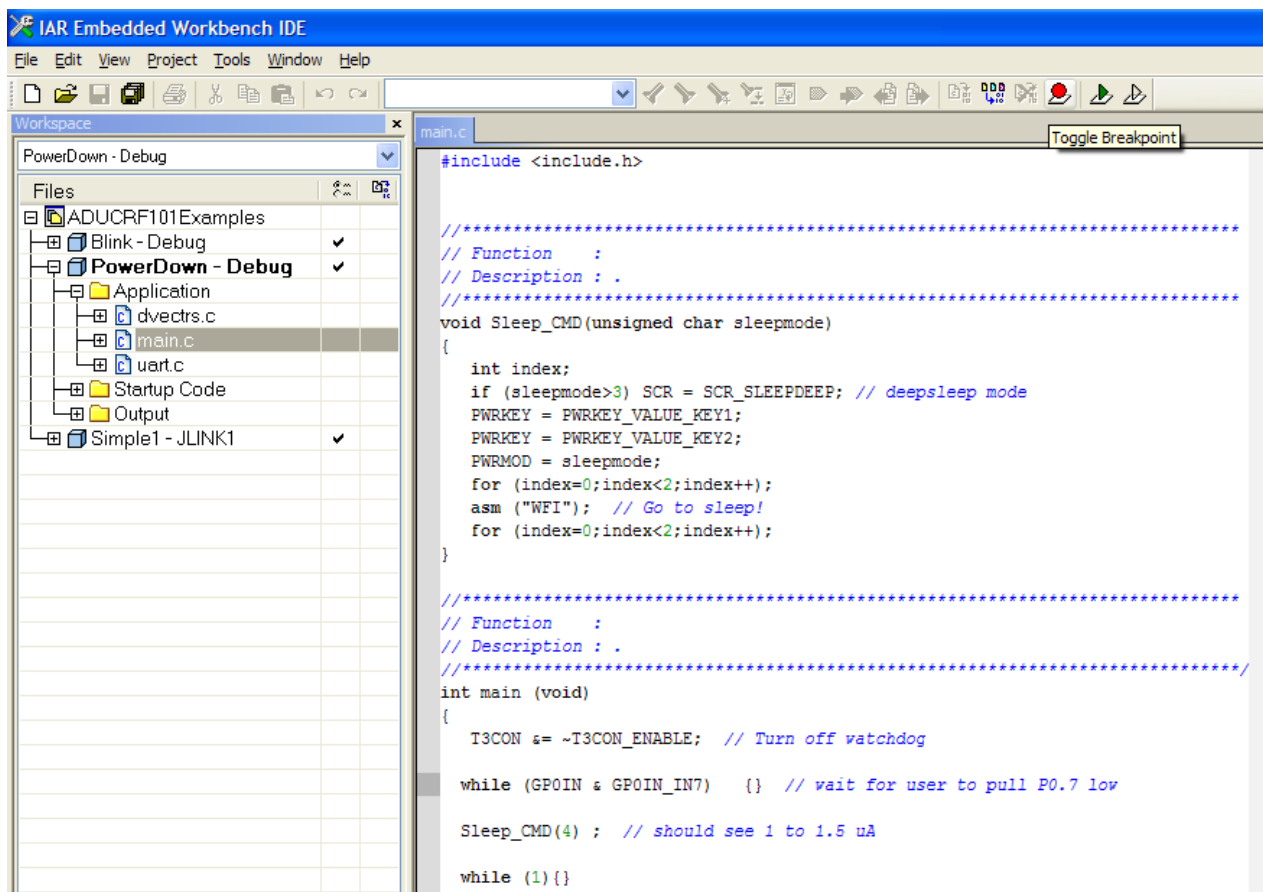 IAR Embedded Workbench IDE
File Edit View Project Tools Window Help
Workspace x
PowerDown - Debug
Files
ADUCRF101Examples
Blink - Debug
PowerDown - Debug
Application
dvectrs.c
main.c
uart.c
Startup Code
Output
Simple1 - JLINK1
main.c
Toggle Breakpoint
#include <include.h>
//*****************************************************************************
// Function    :
// Description : .
//*****************************************************************************
void Sleep_CMD(unsigned char sleepmode)
{
   int index;
   if (sleepmode>3) SCR = SCR_SLEEPDEEP; // deepsleep mode
   PWRKEY = PWRKEY_VALUE_KEY1;
   PWRKEY = PWRKEY_VALUE_KEY2;
   PWRMOD = sleepmode;
   for (index=0;index<2;index++);
   asm ("WFI");  // Go to sleep!
   for (index=0;index<2;index++);
}
//*****************************************************************************
// Function    :
// Description : .
//*****************************************************************************/
int main (void)
{
   T3CON &= ~T3CON_ENABLE;  // Turn off watchdog
  while (GP0IN & GP0IN_IN7)   {}  // wait for user to pull P0.7 low
  Sleep_CMD(4) ;  // should see 1 to 1.5 uA
  while (1){}